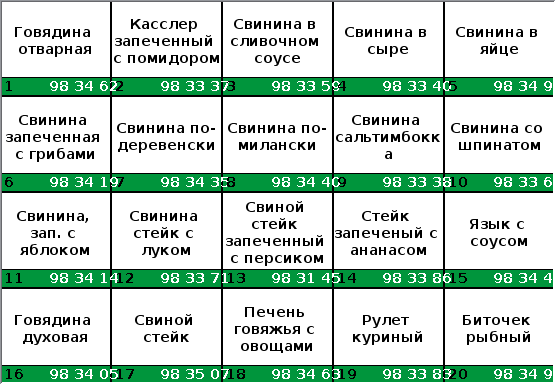 Говядина
отварная
1 98 34 62
Касслер
запеченный
с помидором
2 98 33 37
Свинина в
сливочном
соусе
3 98 33 59
Свинина в
сыре
4 98 33 40
Свинина в
яйце
5 98 34 9
Свинина
запеченная
с грибами
6 98 34 19
Свинина по-
деревенски
7 98 34 35
Свинина по-
милански
8 98 34 40
Свинина
сальтимбокк
а
9 98 33 38
Свинина со
шпинатом
10 98 33 6
Свинина,
зап. с
яблоком
11 98 34 14
Свинина
стейк с
луком
12 98 33 71
Свиной
стейк
запеченный
с персиком
13 98 31 45
Стейк
запеченый с
ананасом
14 98 33 86
Язык с
соусом
15 98 34 4
Говядина
духовая
16 98 34 05
Свиной
стейк
17 98 35 07
Печень
говяжья с
овощами
18 98 34 63
Рулет
куриный
19 98 33 83
Биточек
рыбный
20 98 34 9